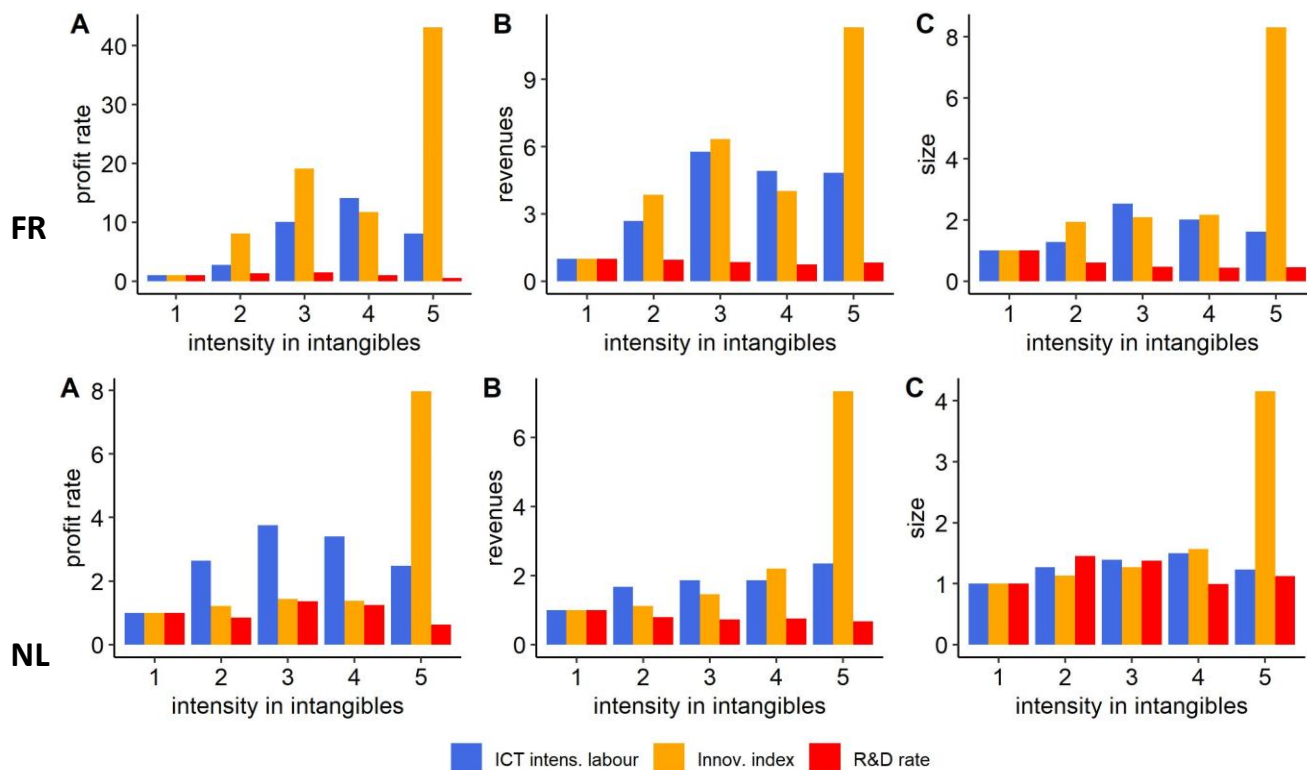 FR
A
profit rate
40
30
20
10
0
1 2 3 4 5
intensity in intangibles
B
revenues
9
6
3
0
1 2 3 4 5
intensity in intangibles
C
size
8
6
4
2
0
1 2 3 4 5
intensity in intangibles
NL
A
profit rate
8
6
4
2
0
1 2 3 4 5
intensity in intangibles
B
revenues
6
4
2
0
1 2 3 4 5
intensity in intangibles
C
size
4
3
2
1
0
1 2 3 4 5
intensity in intangibles
ICT intens. labour Innov. index R&D rate